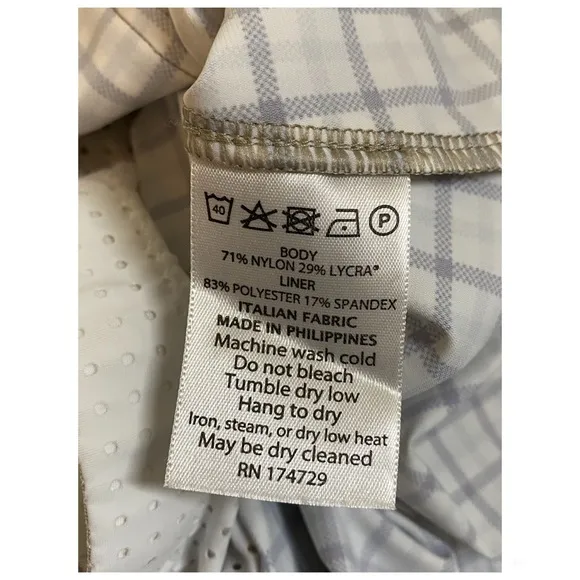 40 P
BODY
71% NYLON 29% LYCRA®
LINER
83% POLYESTER 17% SPANDEX
ITALIAN FABRIC
MADE IN PHILIPPINES
Machine wash cold
Do not bleach
Tumble dry low
Hang to dry
Iron, steam, or dry low heat
May be dry cleaned
RN 174729